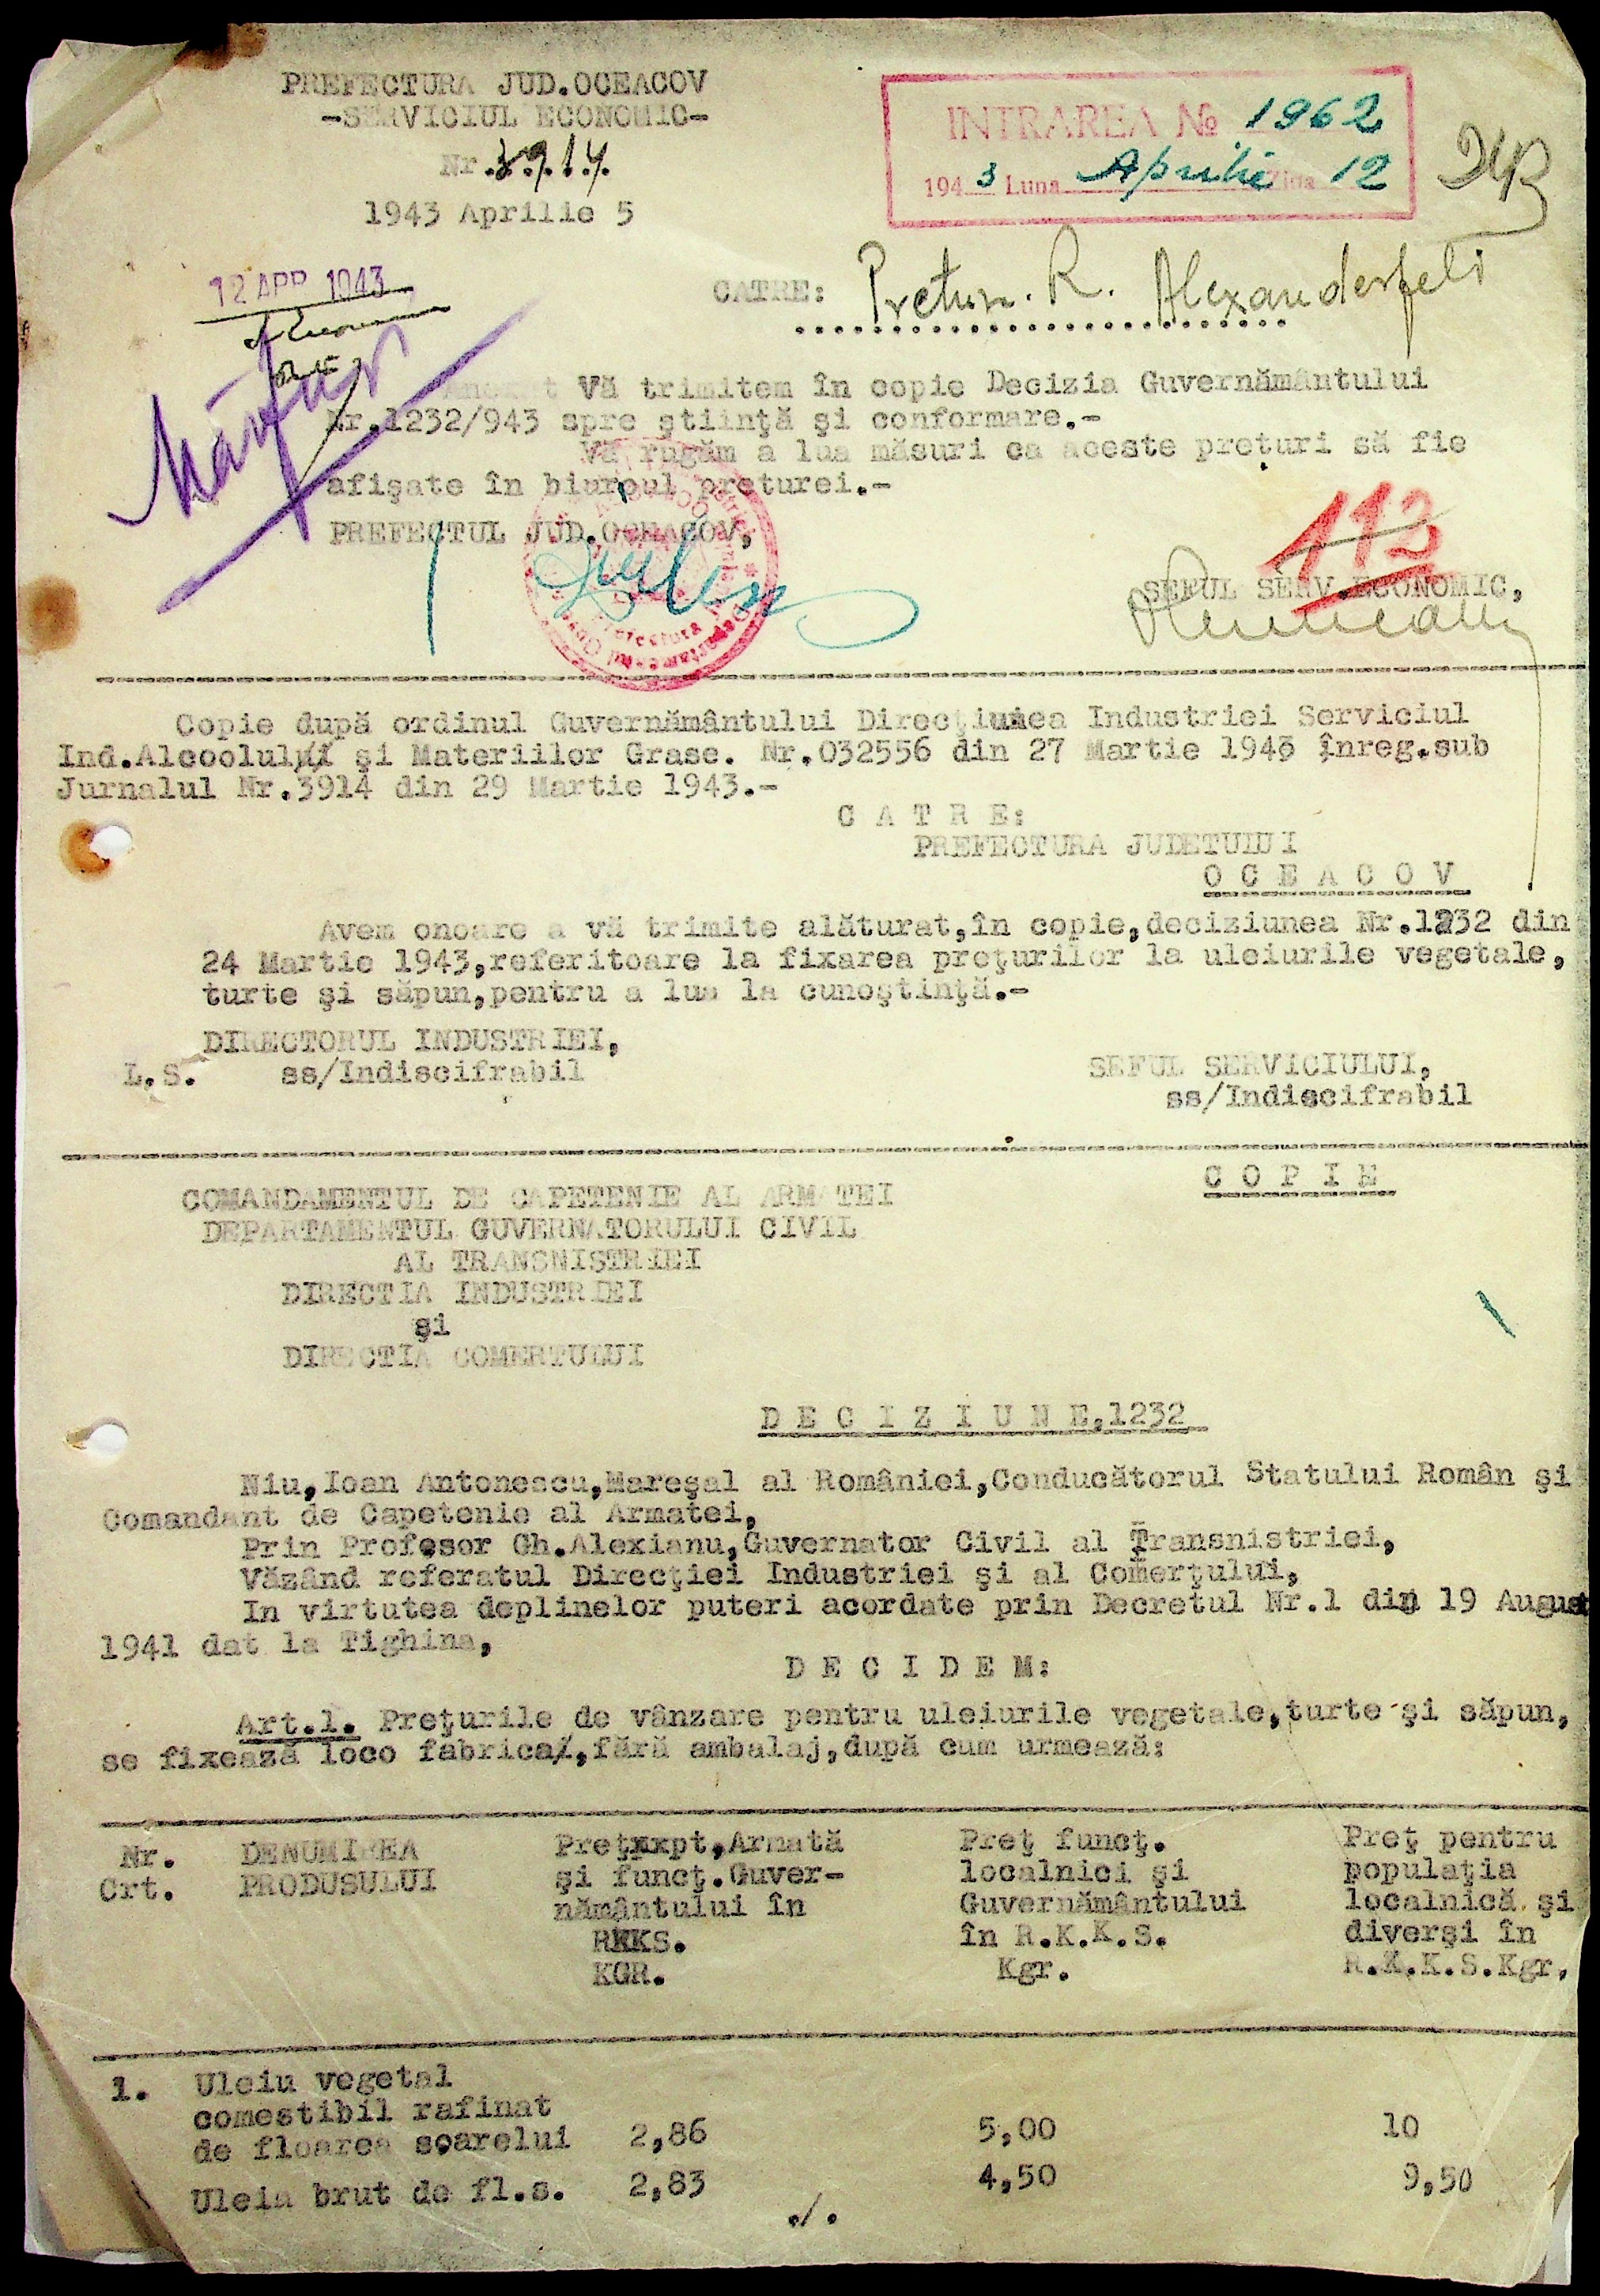 PREFECTURA JUD.OCEACOV
-SERVICIUL ECONOMIC-
Nr.3914.
1943 Aprilie 5
INTRAREA № 1962
1943 Luna Aprilie Ziua 12
12 APR 1943
CATRE: Pretura. R. Alexanderfeld
Anexat Vă trimitem în copie Decizia Guvernământului
Nr.1232/943 spre ştiinţă şi conformare.-
Vă rugăm a lua măsuri ca aceste preţuri să fie
afişate în biuroul preturei.-
PREFECTUL JUD.OCEACOV,
113
SEFUL SERV.ECONOMIC,
Copie după ordinul Guvernământului Direcţiunea Industriei Serviciul
Ind.Alcoolului şi Materiilor Grase. Nr.032556 din 27 Martie 1943 înreg.sub
Jurnalul Nr.3914 din 29 Martie 1943.-
C A T R E:
PREFECTURA JUDETULUI
O C E A C O V
Avem onoare a vă trimite alăturat,în copie,deciziunea Nr.1232 din
24 Martie 1943,referitoare la fixarea preţurilor la uleiurile vegetale,
turte şi săpun,pentru a lua la cunoştinţă.-
DIRECTORUL INDUSTRIEI,
L.S. ss/Indiscifrabil
SEFUL SERVICIULUI,
ss/Indiscifrabil
C O P I E
COMANDAMENTUL DE CAPETENIE AL ARMATEI
DEPARTAMENTUL GUVERNATORULUI CIVIL
AL TRANSNISTRIEI
DIRECTIA INDUSTRIEI
şi
DIRECTIA COMERTULUI
D E C I Z I U N E,1232
Niu,Ioan Antonescu,Mareşal al României,Conducătorul Statului Român şi
Comandant de Capetenie al Armatei,
Prin Profesor Gh.Alexianu,Guvernator Civil al Transnistriei,
Văzând referatul Direcţiei Industriei şi al Comerţului,
In virtutea deplinelor puteri acordate prin Decretul Nr.1 din 19 August
1941 dat la Tighina,
D E C I D E M:
Art.1. Preţurile de vânzare pentru uleiurile vegetale,turte şi săpun,
se fixează loco fabrica,fără ambalaj,după cum urmează:
Nr. DENUMIREA Preţ pt,Armată Preţ funcţ. Preţ pentru
Crt. PRODUSULUI şi funcţ.Guver- localnici şi populaţia
nământului în Guvernământului localnică şi
RKKS. în R.K.K.S. diverşi în
KGR. Kgr. R.K.K.S.Kgr.
1. Uleiu vegetal
comestibil rafinat
de floarea soarelui 2,86 5,00 10
Uleiu brut de fl.s. 2,83 4,50 9,50
./.